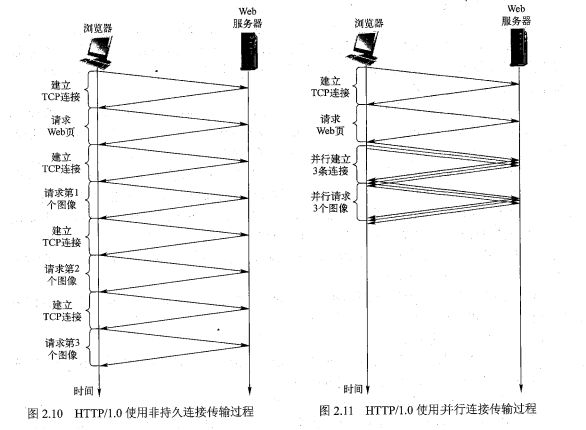 浏览器
Web
服务器
建立
TCP连接
请求
Web页
建立
TCP连接
请求第1
个图像
建立
TCP连接
请求第2
个图像
建立
TCP连接
请求第3
个图像
时间
图 2.10 HTTP/1.0 使用非持久连接传输过程
浏览器
Web
服务器
建立
TCP连接
请求
Web页
并行建立
3条连接
并行请求
3个图像
时间
图 2.11 HTTP/1.0 使用并行连接传输过程